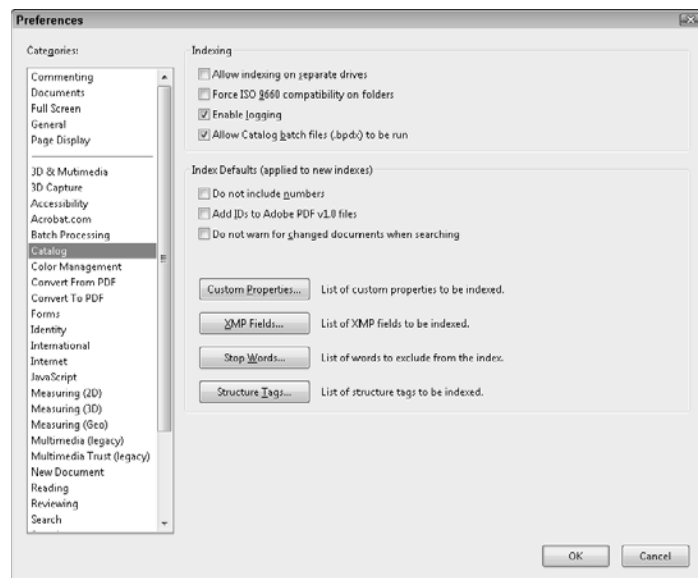 Preferences
Categories:
Commenting
Documents
Full Screen
General
Page Display
3D & Mutimedia
3D Capture
Accessibility
Acrobat.com
Batch Processing
Catalog
Color Management
Convert From PDF
Convert To PDF
Forms
Identity
International
Internet
JavaScript
Measuring (2D)
Measuring (3D)
Measuring (Geo)
Multimedia (legacy)
Multimedia Trust (legacy)
New Document
Reading
Reviewing
Search
Indexing
Allow indexing on separate drives
Force ISO 9660 compatibility on folders
Enable logging
Allow Catalog batch files (.bpdx) to be run
Index Defaults (applied to new indexes)
Do not include numbers
Add IDs to Adobe PDF v1.0 files
Do not warn for changed documents when searching
Custom Properties... List of custom properties to be indexed.
XMP Fields... List of XMP fields to be indexed.
Stop Words... List of words to exclude from the index.
Structure Tags... List of structure tags to be indexed.
OK Cancel